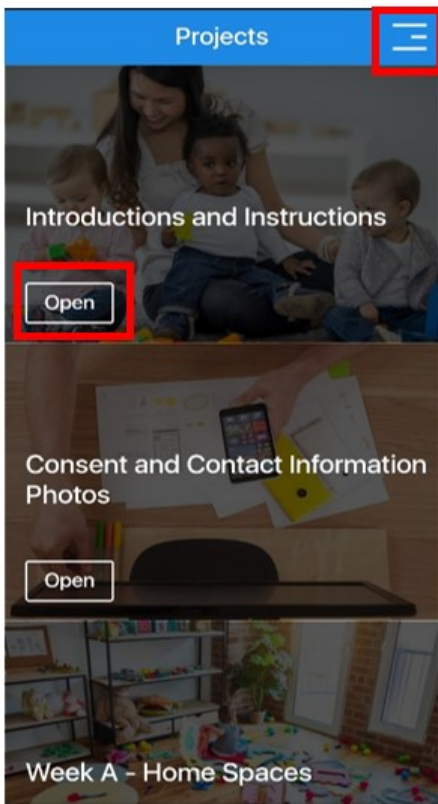 Projects
Introductions and Instructions
Open
Consent and Contact Information
Photos
Open
Week A - Home Spaces